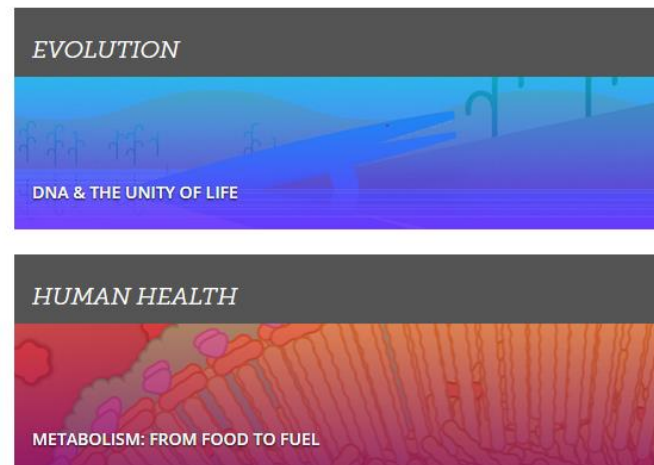 EVOLUTION
DNA & THE UNITY OF LIFE
HUMAN HEALTH
METABOLISM: FROM FOOD TO FUEL